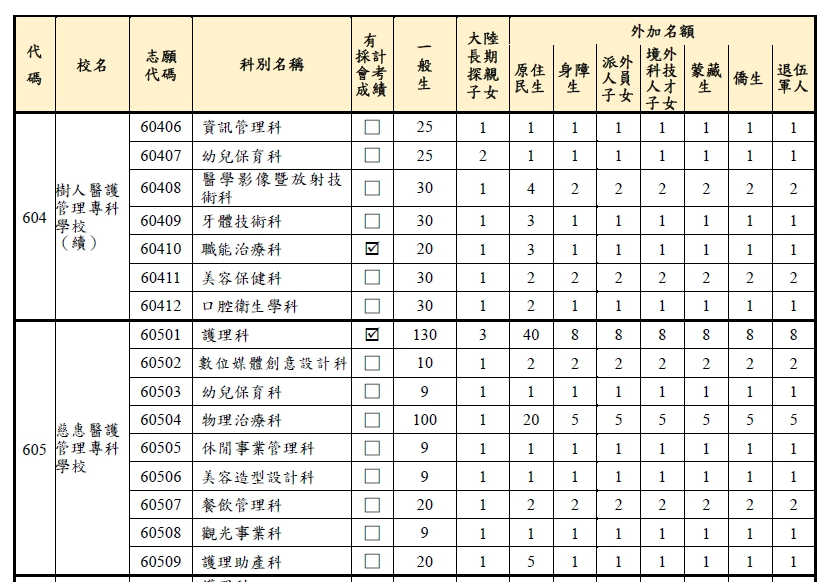 代碼 校名 志願代碼 科別名稱 有採計會考成績 一般生 大陸長期探親子女 外加名額
原住民生 身障生 派外人員子女 境外科技人才子女 蒙藏生 僑生 退伍軍人
604 樹人醫護管理專科學校（續）
60406 資訊管理科 ☐ 25 1 1 1 1 1 1 1 1
60407 幼兒保育科 ☐ 25 2 1 1 1 1 1 1 1
60408 醫學影像暨放射技術科 ☐ 30 1 4 2 2 2 2 2 2
60409 牙體技術科 ☐ 30 1 3 1 1 1 1 1 1
60410 職能治療科 ☑ 20 1 3 1 1 1 1 1 1
60411 美容保健科 ☐ 30 1 2 2 2 2 2 2 2
60412 口腔衛生學科 ☐ 30 1 2 1 1 1 1 1 1
605 慈惠醫護管理專科學校
60501 護理科 ☑ 130 3 40 8 8 8 8 8 8
60502 數位媒體創意設計科 ☐ 10 1 2 2 2 2 2 2 2
60503 幼兒保育科 ☐ 9 1 1 1 1 1 1 1 1
60504 物理治療科 ☐ 100 1 20 5 5 5 5 5 5
60505 休閒事業管理科 ☐ 9 1 1 1 1 1 1 1 1
60506 美容造型設計科 ☐ 9 1 1 1 1 1 1 1 1
60507 餐飲管理科 ☐ 20 1 2 2 2 2 2 2 2
60508 觀光事業科 ☐ 9 1 1 1 1 1 1 1 1
60509 護理助產科 ☐ 20 1 5 1 1 1 1 1 1